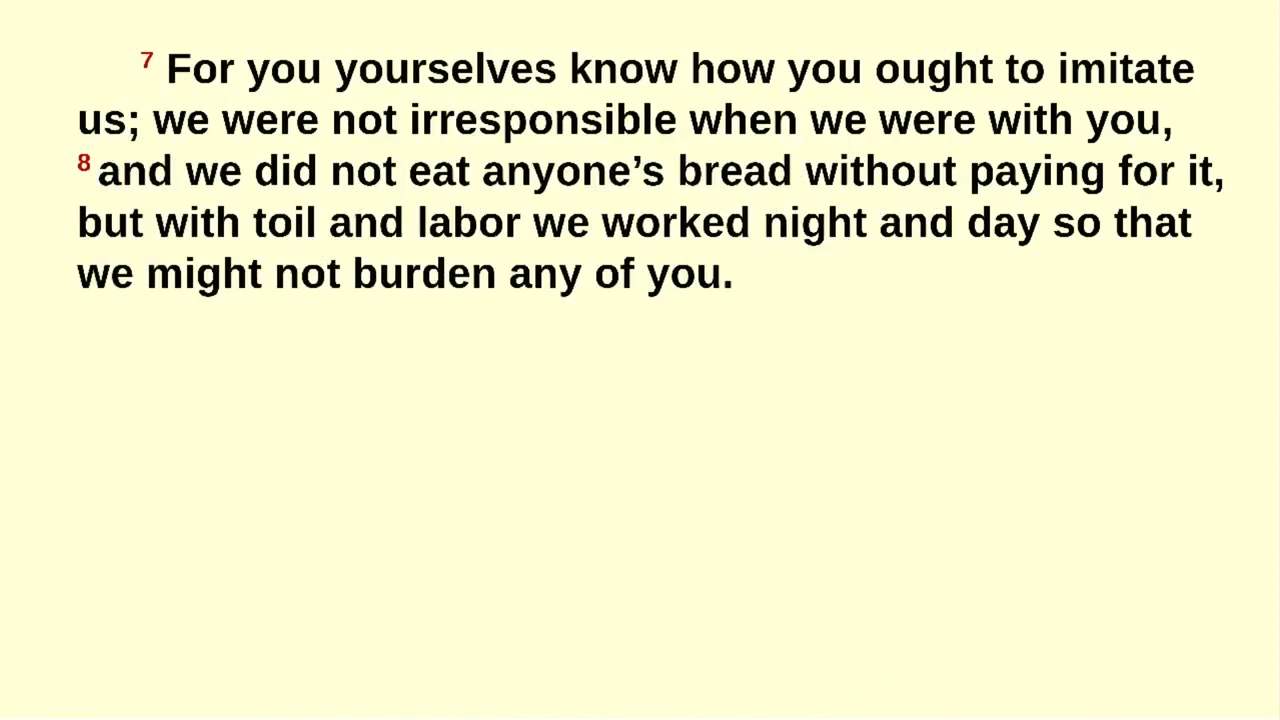 7 For you yourselves know how you ought to imitate
us; we were not irresponsible when we were with you,
8 and we did not eat anyone’s bread without paying for it,
but with toil and labor we worked night and day so that
we might not burden any of you.